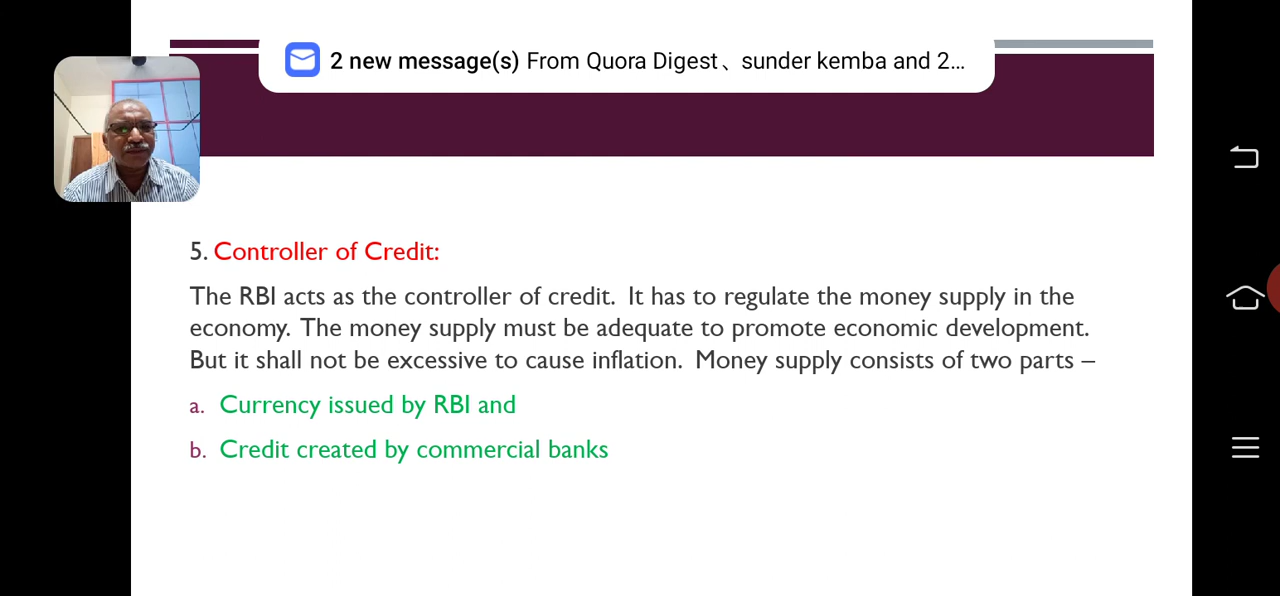 2 new message(s) From Quora Digest、sunder kemba and 2...
5. Controller of Credit:
The RBI acts as the controller of credit. It has to regulate the money supply in the
economy. The money supply must be adequate to promote economic development.
But it shall not be excessive to cause inflation. Money supply consists of two parts –
a. Currency issued by RBI and
b. Credit created by commercial banks